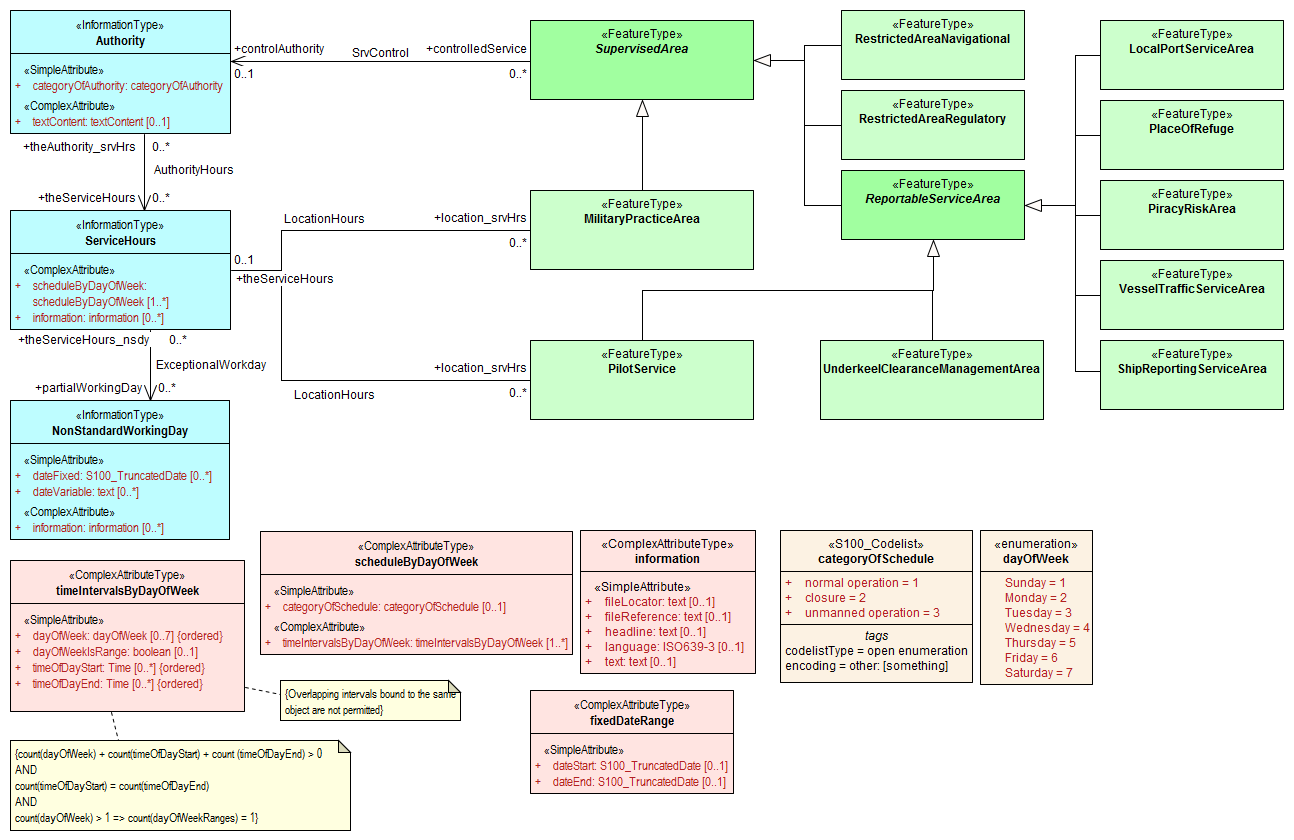 «InformationType»
Authority
«SimpleAttribute»
+ categoryOfAuthority: categoryOfAuthority
«ComplexAttribute»
+ textContent: textContent [0..1]
+controlAuthority
SrvControl
+controlledService
0..1
0..*
«FeatureType»
SupervisedArea
«FeatureType»
RestrictedAreaNavigational
«FeatureType»
LocalPortServiceArea
«FeatureType»
RestrictedAreaRegulatory
«FeatureType»
PlaceOfRefuge
+theAuthority_srvHrs
0..*
AuthorityHours
+theServiceHours
0..*
«FeatureType»
ReportableServiceArea
«FeatureType»
PiracyRiskArea
«InformationType»
ServiceHours
«ComplexAttribute»
+ scheduleByDayOfWeek:
scheduleByDayOfWeek [1..*]
+ information: information [0..*]
LocationHours
+location_srvHrs
0..*
0..1
+theServiceHours
«FeatureType»
MilitaryPracticeArea
«FeatureType»
VesselTrafficServiceArea
+theServiceHours_nsdy
0..*
ExceptionalWorkday
+partialWorkingDay
0..*
+location_srvHrs
0..*
LocationHours
«FeatureType»
PilotService
«FeatureType»
UnderkeelClearanceManagementArea
«FeatureType»
ShipReportingServiceArea
«InformationType»
NonStandardWorkingDay
«SimpleAttribute»
+ dateFixed: S100_TruncatedDate [0..*]
+ dateVariable: text [0..*]
«ComplexAttribute»
+ information: information [0..*]
«ComplexAttributeType»
timeIntervalsByDayOfWeek
«SimpleAttribute»
+ dayOfWeek: dayOfWeek [0..7] {ordered}
+ dayOfWeekIsRange: boolean [0..1]
+ timeOfDayStart: Time [0..*] {ordered}
+ timeOfDayEnd: Time [0..*] {ordered}
«ComplexAttributeType»
scheduleByDayOfWeek
«SimpleAttribute»
+ categoryOfSchedule: categoryOfSchedule [0..1]
«ComplexAttribute»
+ timeIntervalsByDayOfWeek: timeIntervalsByDayOfWeek [1..*]
«ComplexAttributeType»
information
«SimpleAttribute»
+ fileLocator: text [0..1]
+ fileReference: text [0..1]
+ headline: text [0..1]
+ language: ISO639-3 [0..1]
+ text: text [0..1]
«S100_Codelist»
categoryOfSchedule
+ normal operation = 1
+ closure = 2
+ unmanned operation = 3
tags
codelistType = open enumeration
encoding = other: [something]
«enumeration»
dayOfWeek
Sunday = 1
Monday = 2
Tuesday = 3
Wednesday = 4
Thursday = 5
Friday = 6
Saturday = 7
{Overlapping intervals bound to the same
object are not permitted}
«ComplexAttributeType»
fixedDateRange
«SimpleAttribute»
+ dateStart: S100_TruncatedDate [0..1]
+ dateEnd: S100_TruncatedDate [0..1]
{count(dayOfWeek) + count(timeOfDayStart) + count (timeOfDayEnd) > 0
AND
count(timeOfDayStart) = count(timeOfDayEnd)
AND
count(dayOfWeek) > 1 => count(dayOfWeekRanges) = 1}